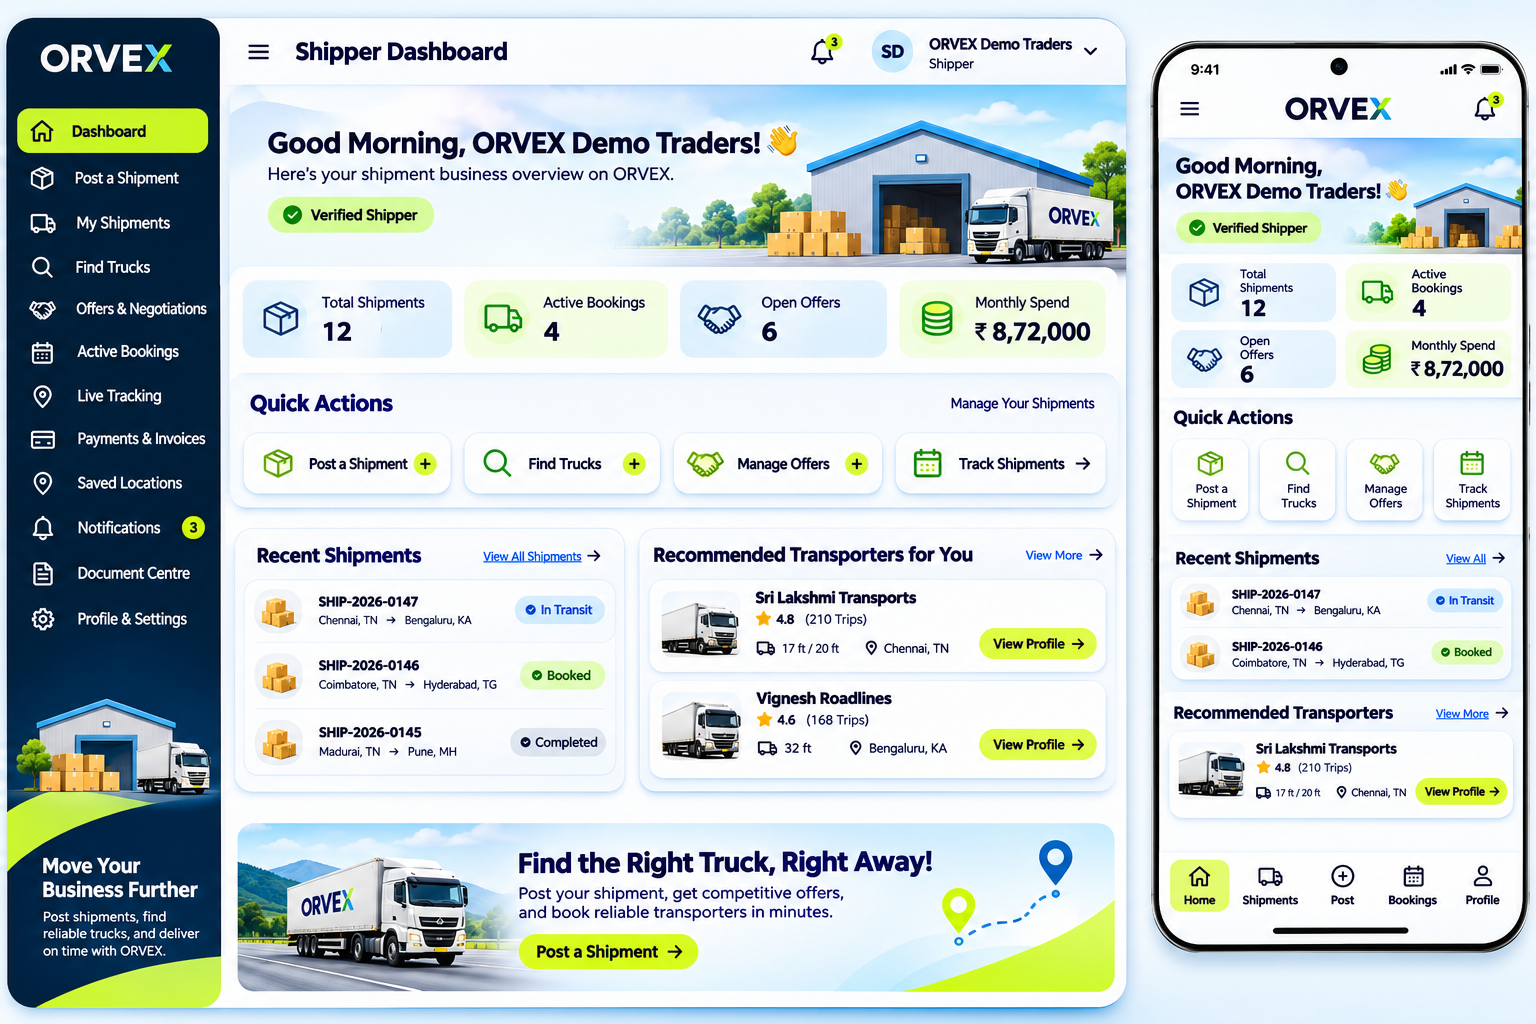 ORVEX
Dashboard
Post a Shipment
My Shipments
Find Trucks
Offers & Negotiations
Active Bookings
Live Tracking
Payments & Invoices
Saved Locations
Notifications 3
Document Centre
Profile & Settings
Move Your
Business Further
Post shipments, find
reliable trucks, and deliver
on time with ORVEX.
Shipper Dashboard
3
SD
ORVEX Demo Traders
Shipper
Good Morning, ORVEX Demo Traders! 👋
Here's your shipment business overview on ORVEX.
Verified Shipper
ORVEX
Total Shipments
12
Active Bookings
4
Open Offers
6
Monthly Spend
₹ 8,72,000
Quick Actions
Manage Your Shipments
Post a Shipment +
Find Trucks +
Manage Offers +
Track Shipments →
Recent Shipments
View All Shipments →
SHIP-2026-0147
Chennai, TN → Bengaluru, KA
In Transit
SHIP-2026-0146
Coimbatore, TN → Hyderabad, TG
Booked
SHIP-2026-0145
Madurai, TN → Pune, MH
Completed
Recommended Transporters for You
View More →
Sri Lakshmi Transports
4.8 (210 Trips)
17 ft / 20 ft Chennai, TN
View Profile →
Vignesh Roadlines
4.6 (168 Trips)
32 ft Bengaluru, KA
View Profile →
ORVEX
Find the Right Truck, Right Away!
Post your shipment, get competitive offers,
and book reliable transporters in minutes.
Post a Shipment →
9:41
ORVEX
3
Good Morning,
ORVEX Demo Traders! 👋
Verified Shipper
Total
Shipments
12
Active
Bookings
4
Open
Offers
6
Monthly Spend
₹ 8,72,000
Quick Actions
Post a
Shipment
Find
Trucks
Manage
Offers
Track
Shipments
Recent Shipments
View All →
SHIP-2026-0147
Chennai, TN → Bengaluru, KA
In Transit
SHIP-2026-0146
Coimbatore, TN → Hyderabad, TG
Booked
Recommended Transporters
View More →
Sri Lakshmi Transports
4.8 (210 Trips)
17 ft / 20 ft Chennai, TN
View Profile →
Home
Shipments
Post
Bookings
Profile